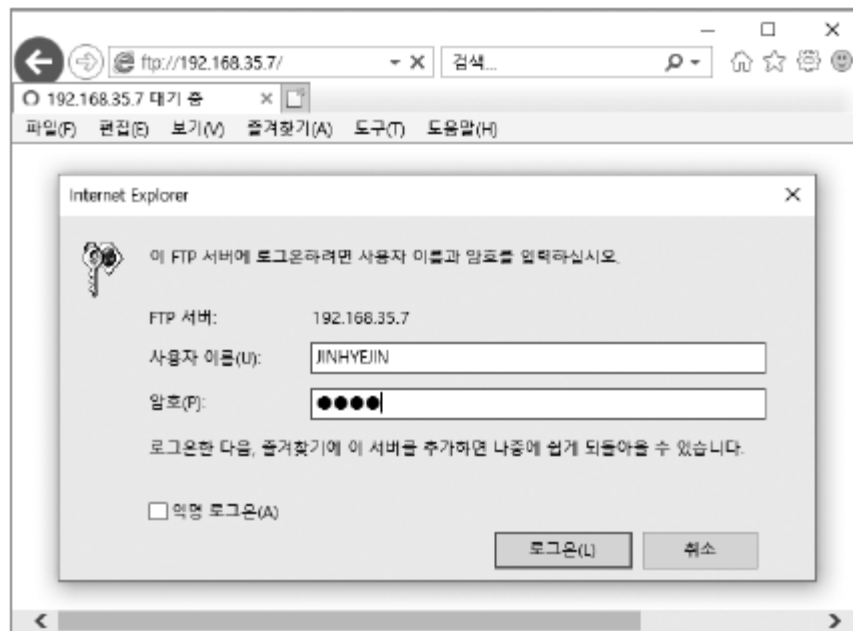 ftp://192.168.35.7/
검색...
192.168.35.7 대기 중
파일(F) 편집(E) 보기(V) 즐겨찾기(A) 도구(T) 도움말(H)
Internet Explorer
이 FTP 서버에 로그온하려면 사용자 이름과 암호를 입력하십시오.
FTP 서버: 192.168.35.7
사용자 이름(U): JINHYEJIN
암호(P): ●●●●
로그온한 다음, 즐겨찾기에 이 서버를 추가하면 나중에 쉽게 되돌아올 수 있습니다.
익명 로그온(A)
로그온(L) 취소